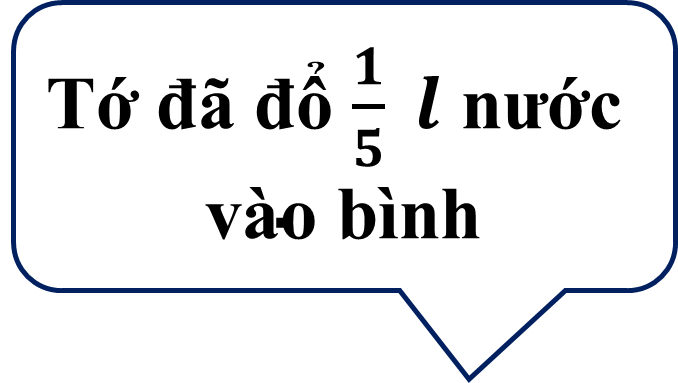 Tớ đã đổ 1/5 l nước
vào bình